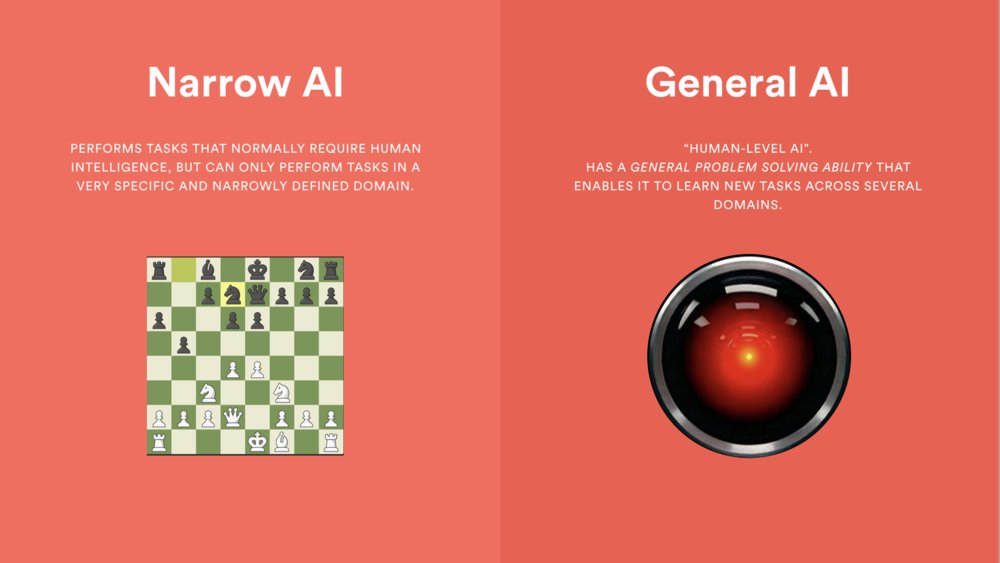 Narrow AI
PERFORMS TASKS THAT NORMALLY REQUIRE HUMAN
INTELLIGENCE, BUT CAN ONLY PERFORM TASKS IN A
VERY SPECIFIC AND NARROWLY DEFINED DOMAIN.
General AI
“HUMAN-LEVEL AI”.
HAS A GENERAL PROBLEM SOLVING ABILITY THAT
ENABLES IT TO LEARN NEW TASKS ACROSS SEVERAL
DOMAINS.